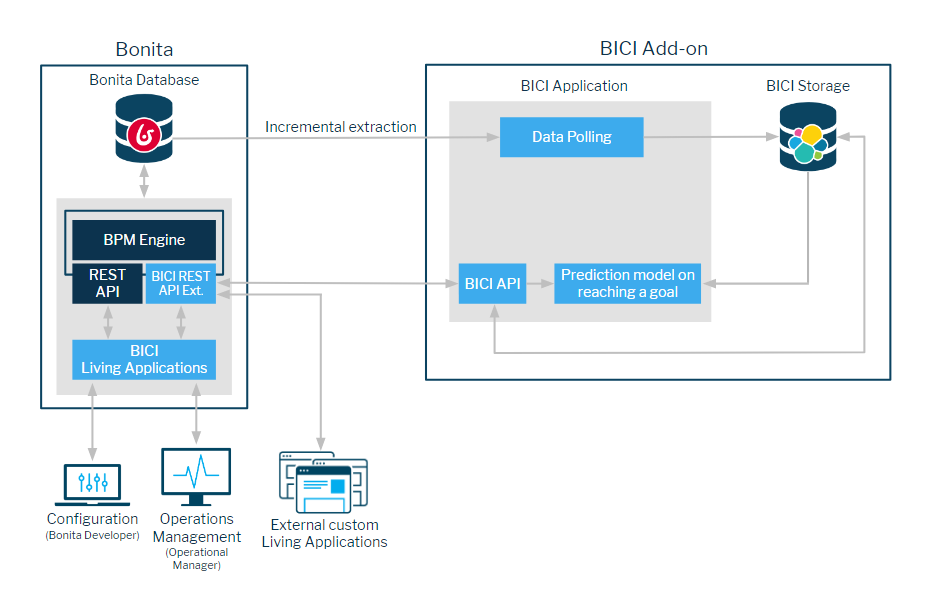 Bonita
Bonita Database
BPM Engine
REST
API
BICI REST
API Ext.
BICI
Living Applications
Configuration
(Bonita Developer)
Operations
Management
(Operational
Manager)
External custom
Living Applications
Incremental extraction
BICI Add-on
BICI Application
BICI Storage
Data Polling
BICI API
Prediction model on
reaching a goal